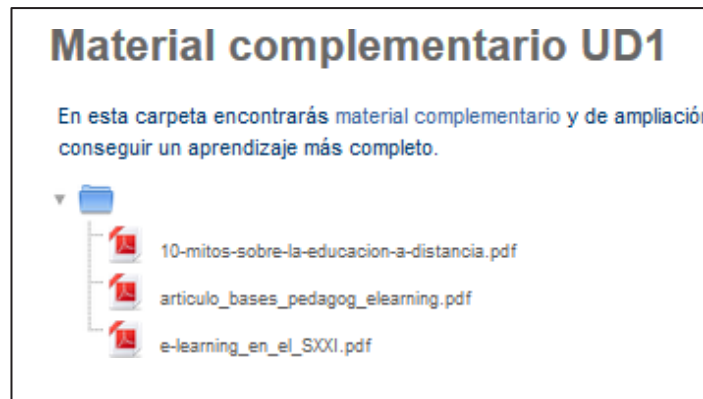 Material complementario UD1
En esta carpeta encontrarás material complementario y de ampliación
conseguir un aprendizaje más completo.
10-mitos-sobre-la-educacion-a-distancia.pdf
articulo_bases_pedagog_elearning.pdf
e-learning_en_el_SXXI.pdf